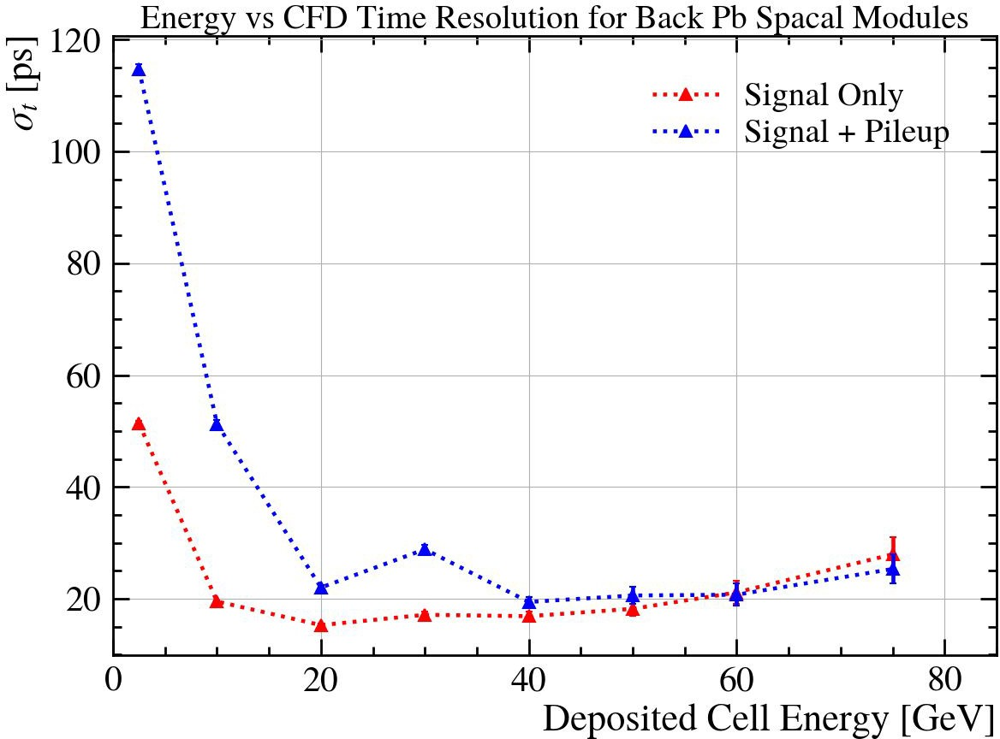 Energy vs CFD Time Resolution for Back Pb Spacal Modules
σt [ps]
120
100
80
60
40
20
Signal Only
Signal + Pileup
0 20 40 60 80
Deposited Cell Energy [GeV]